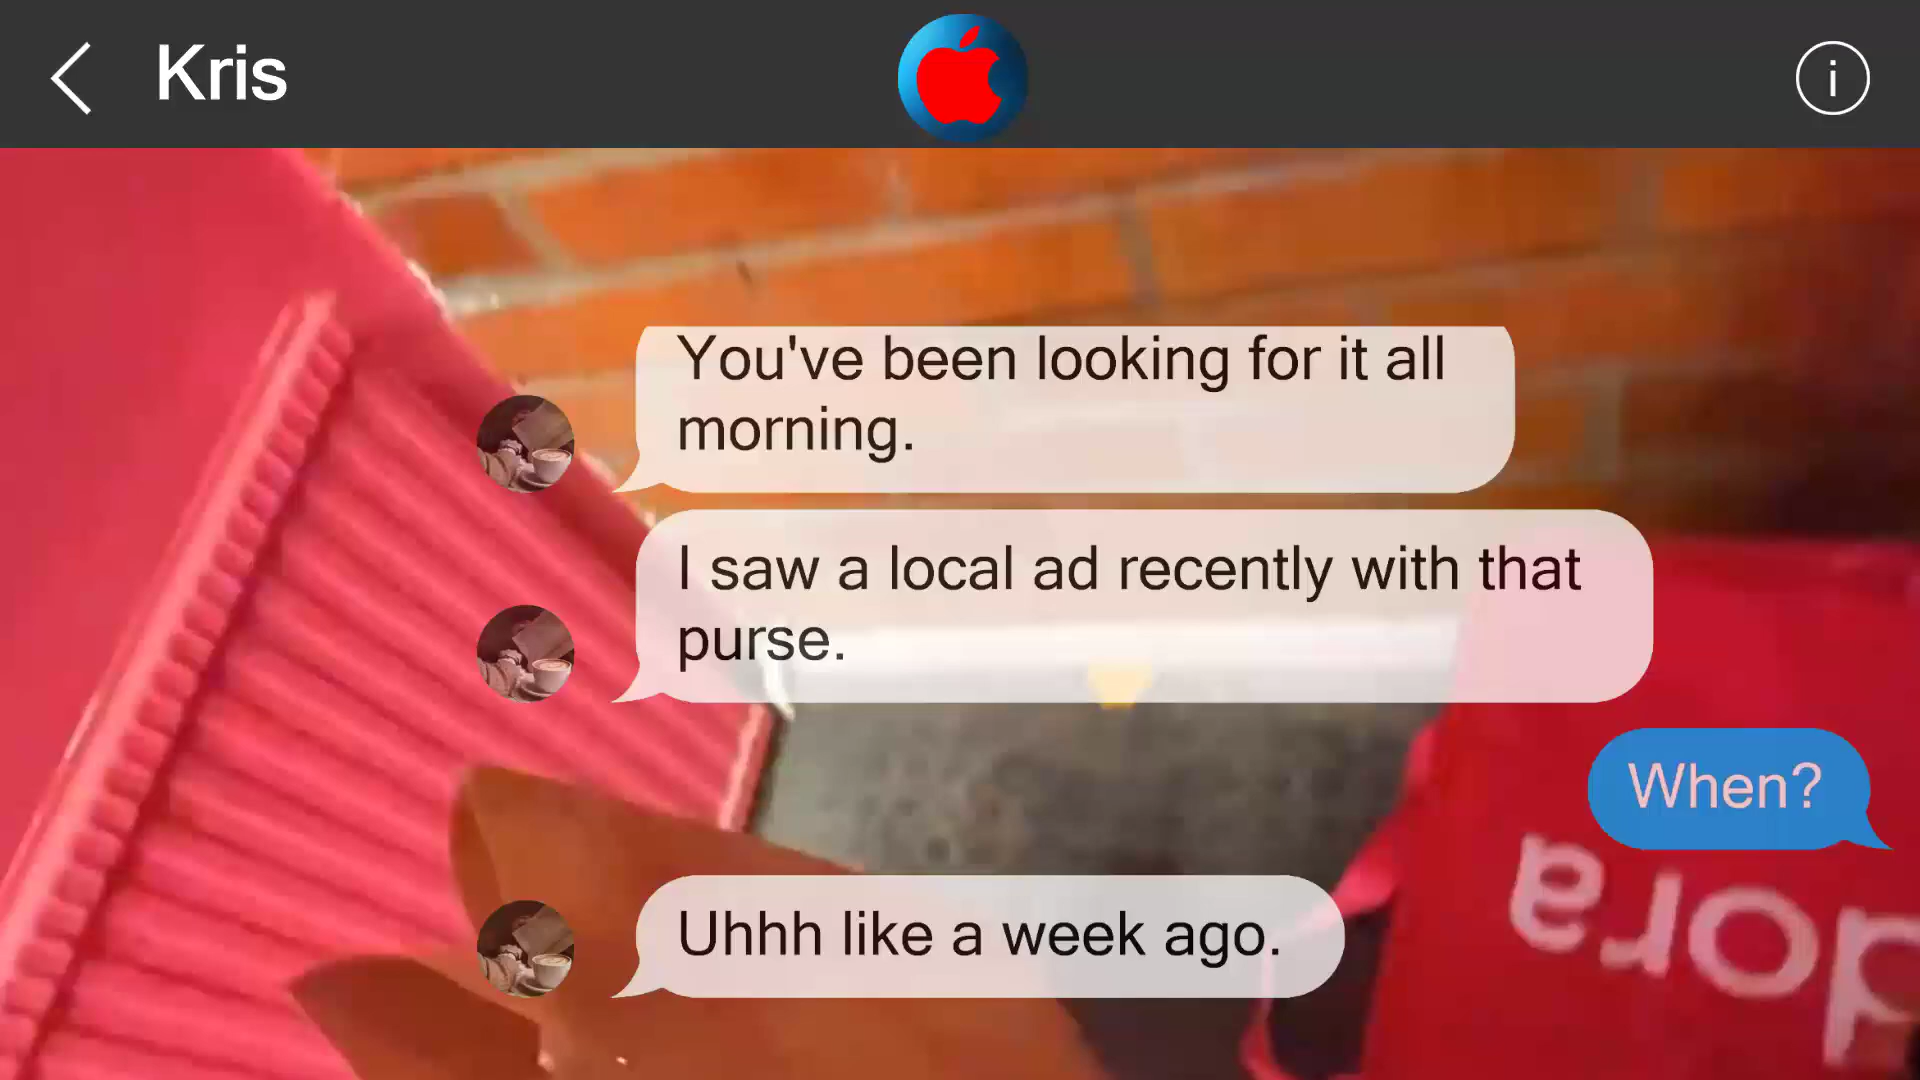 Kris
i
You've been looking for it all
morning.
I saw a local ad recently with that
purse.
When?
Uhhh like a week ago.
dora